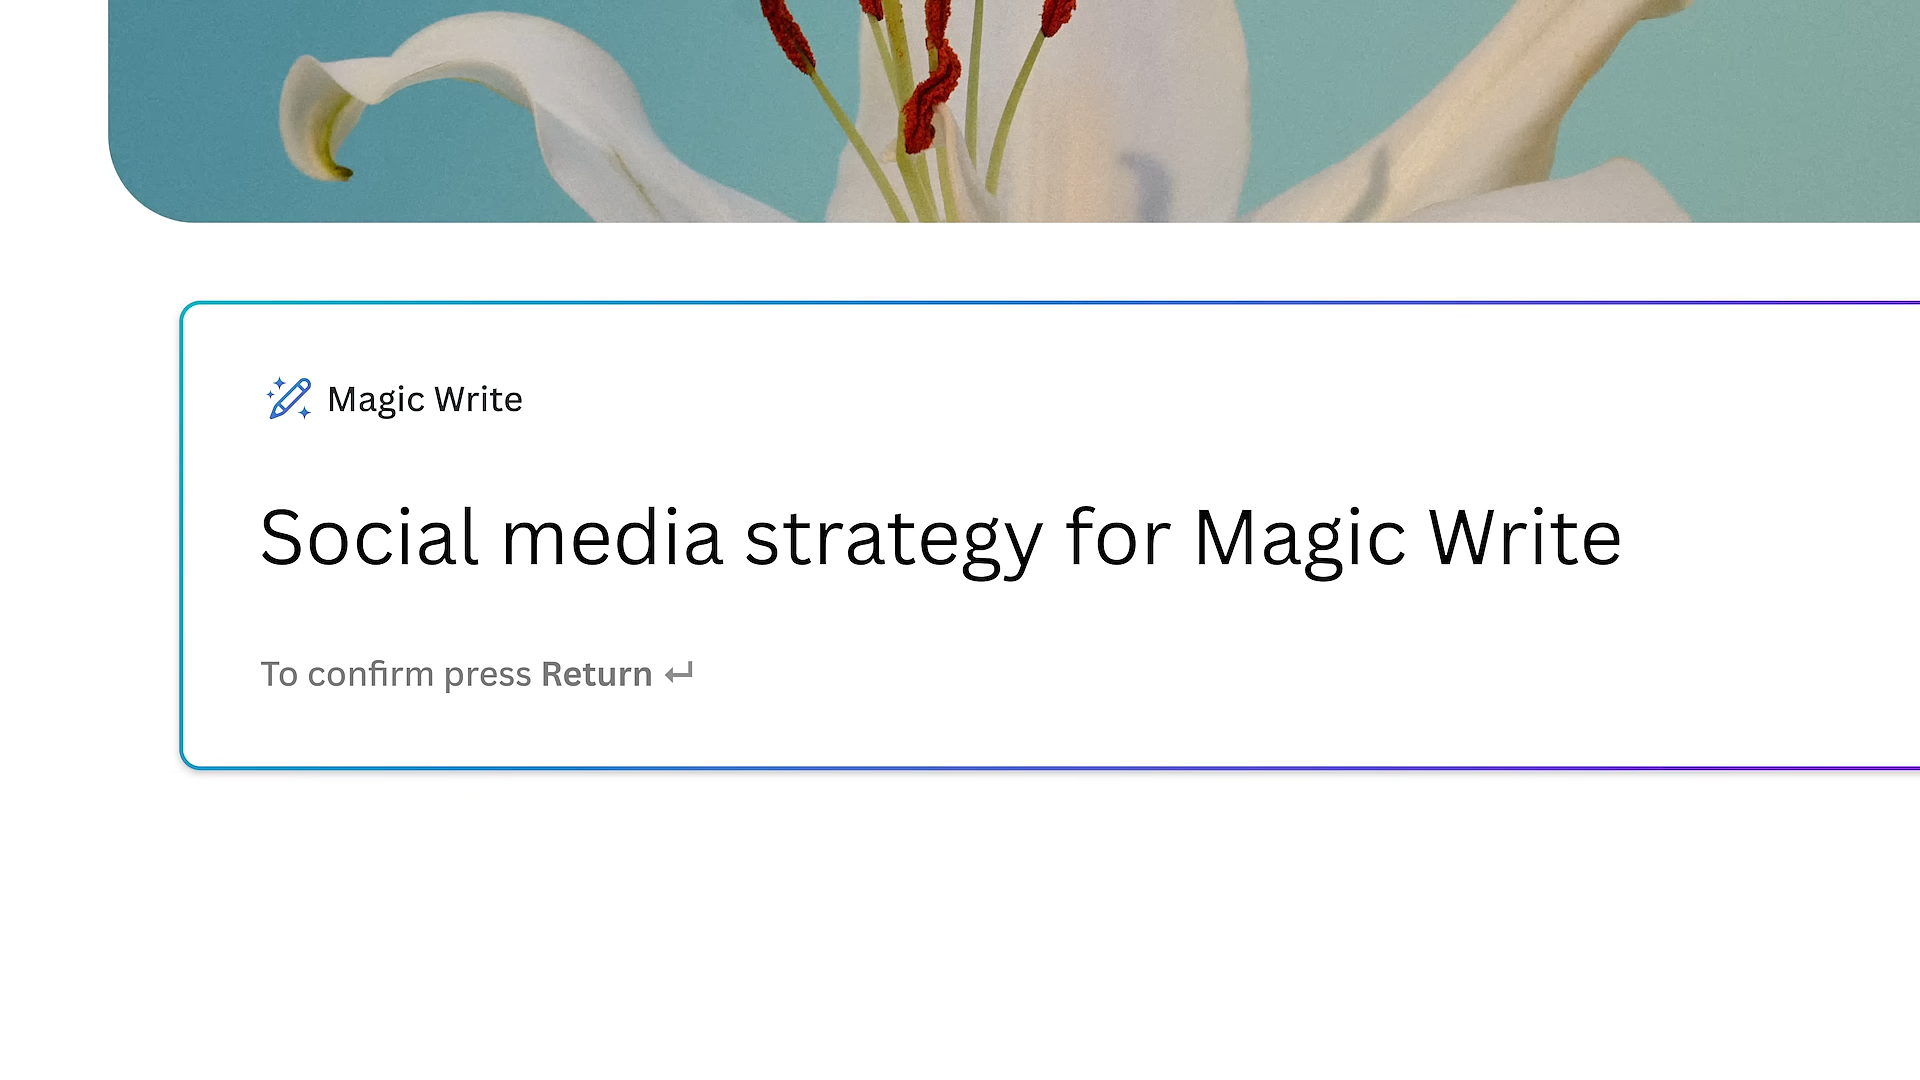 Magic Write
Social media strategy for Magic Write
To confirm press Return ↵